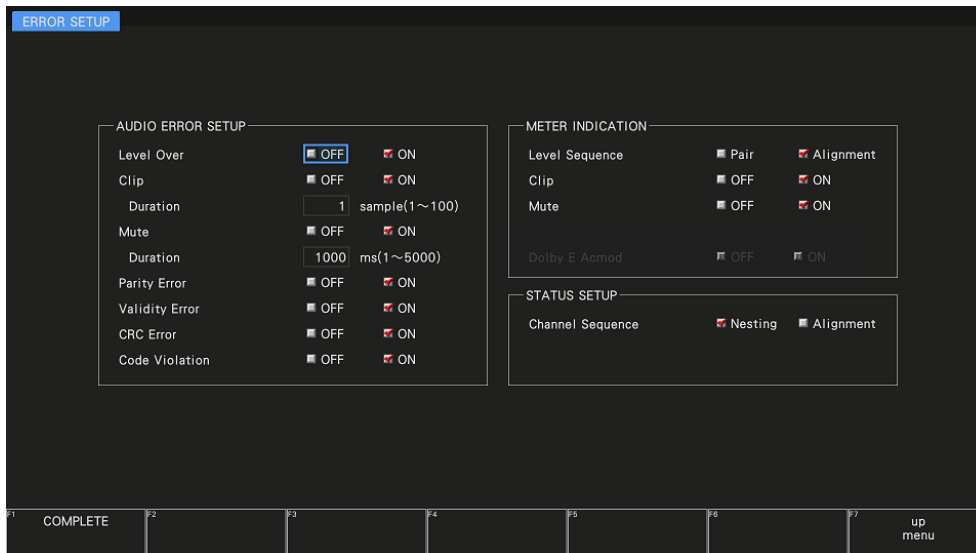 ERROR SETUP
AUDIO ERROR SETUP
Level Over OFF ON
Clip OFF ON
Duration 1 sample(1～100)
Mute OFF ON
Duration 1000 ms(1～5000)
Parity Error OFF ON
Validity Error OFF ON
CRC Error OFF ON
Code Violation OFF ON
METER INDICATION
Level Sequence Pair Alignment
Clip OFF ON
Mute OFF ON
Dolby E Acmod OFF ON
STATUS SETUP
Channel Sequence Nesting Alignment
F1 COMPLETE F2 F3 F4 F5 F6 F7 up
menu